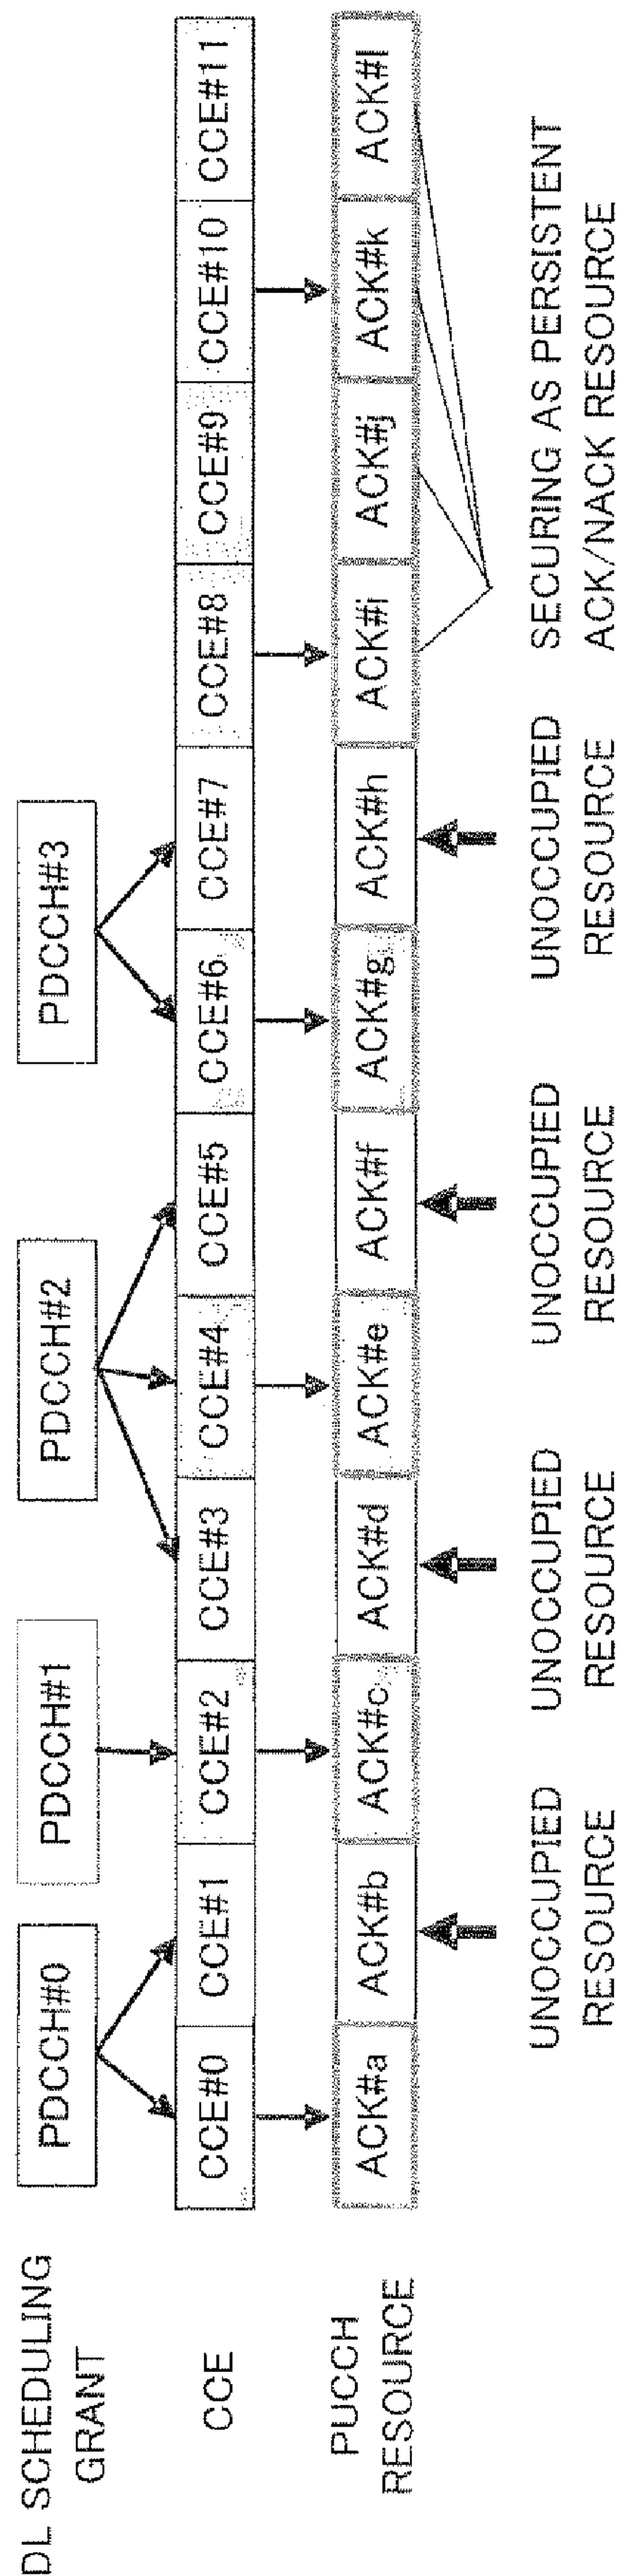 DL SCHEDULING
GRANT
PDCCH#0
PDCCH#1
PDCCH#2
PDCCH#3
CCE
CCE#0
CCE#1
CCE#2
CCE#3
CCE#4
CCE#5
CCE#6
CCE#7
CCE#8
CCE#9
CCE#10
CCE#11
PUCCH
RESOURCE
ACK#a
ACK#b
ACK#c
ACK#d
ACK#e
ACK#f
ACK#g
ACK#h
ACK#i
ACK#j
ACK#k
ACK#l
UNOCCUPIED
RESOURCE
UNOCCUPIED
RESOURCE
UNOCCUPIED
RESOURCE
UNOCCUPIED
RESOURCE
SECURING AS PERSISTENT
ACK/NACK RESOURCE